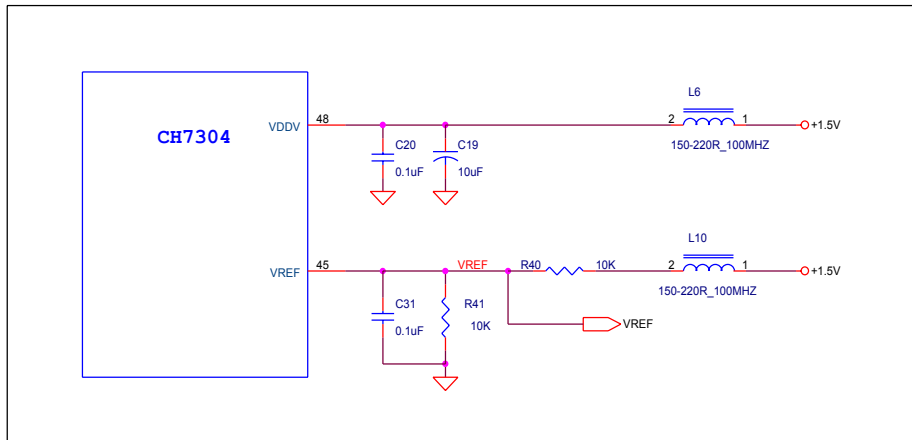 L6
CH7304
VDDV 48
2 1
+1.5V
C20
0.1uF
C19
10uF
150-220R_100MHZ
L10
VREF 45
VREF
R40 10K
2 1
+1.5V
C31
0.1uF
R41
10K
150-220R_100MHZ
VREF